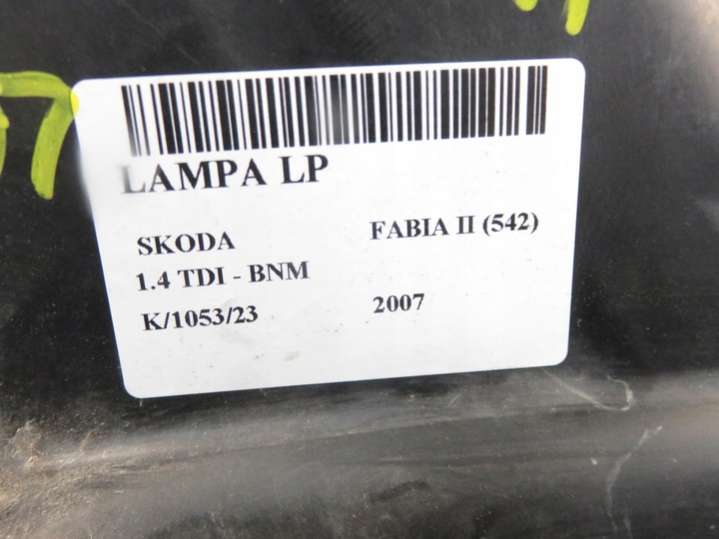 LAMPA LP
SKODA FABIA II (542)
1.4 TDI - BNM
K/1053/23 2007